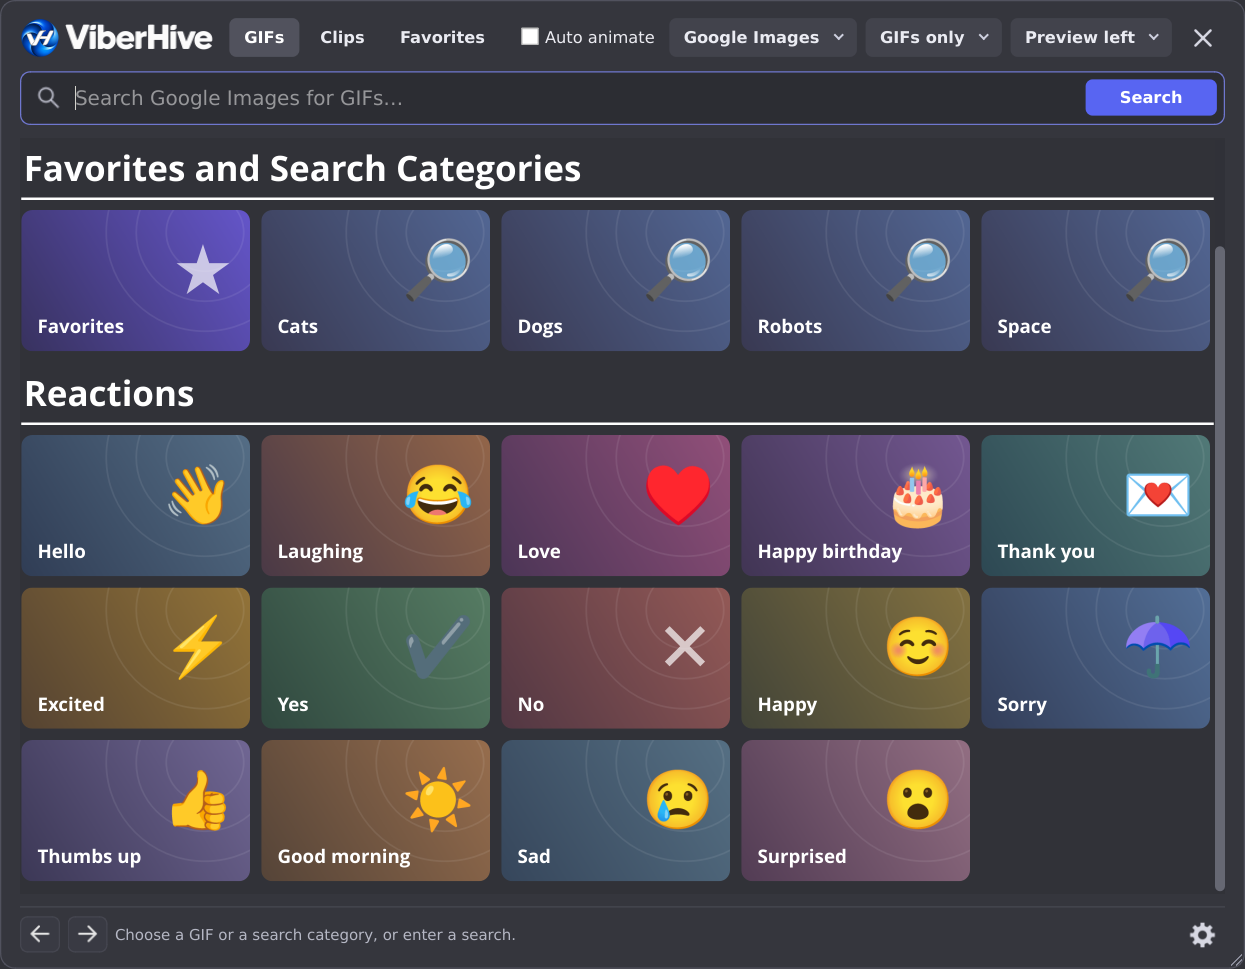 ViberHive GIFs Clips Favorites Auto animate Google Images GIFs only Preview left
Search Google Images for GIFs... Search
Favorites and Search Categories
Favorites Cats Dogs Robots Space
Reactions
Hello Laughing Love Happy birthday Thank you
Excited Yes No Happy Sorry
Thumbs up Good morning Sad Surprised
Choose a GIF or a search category, or enter a search.